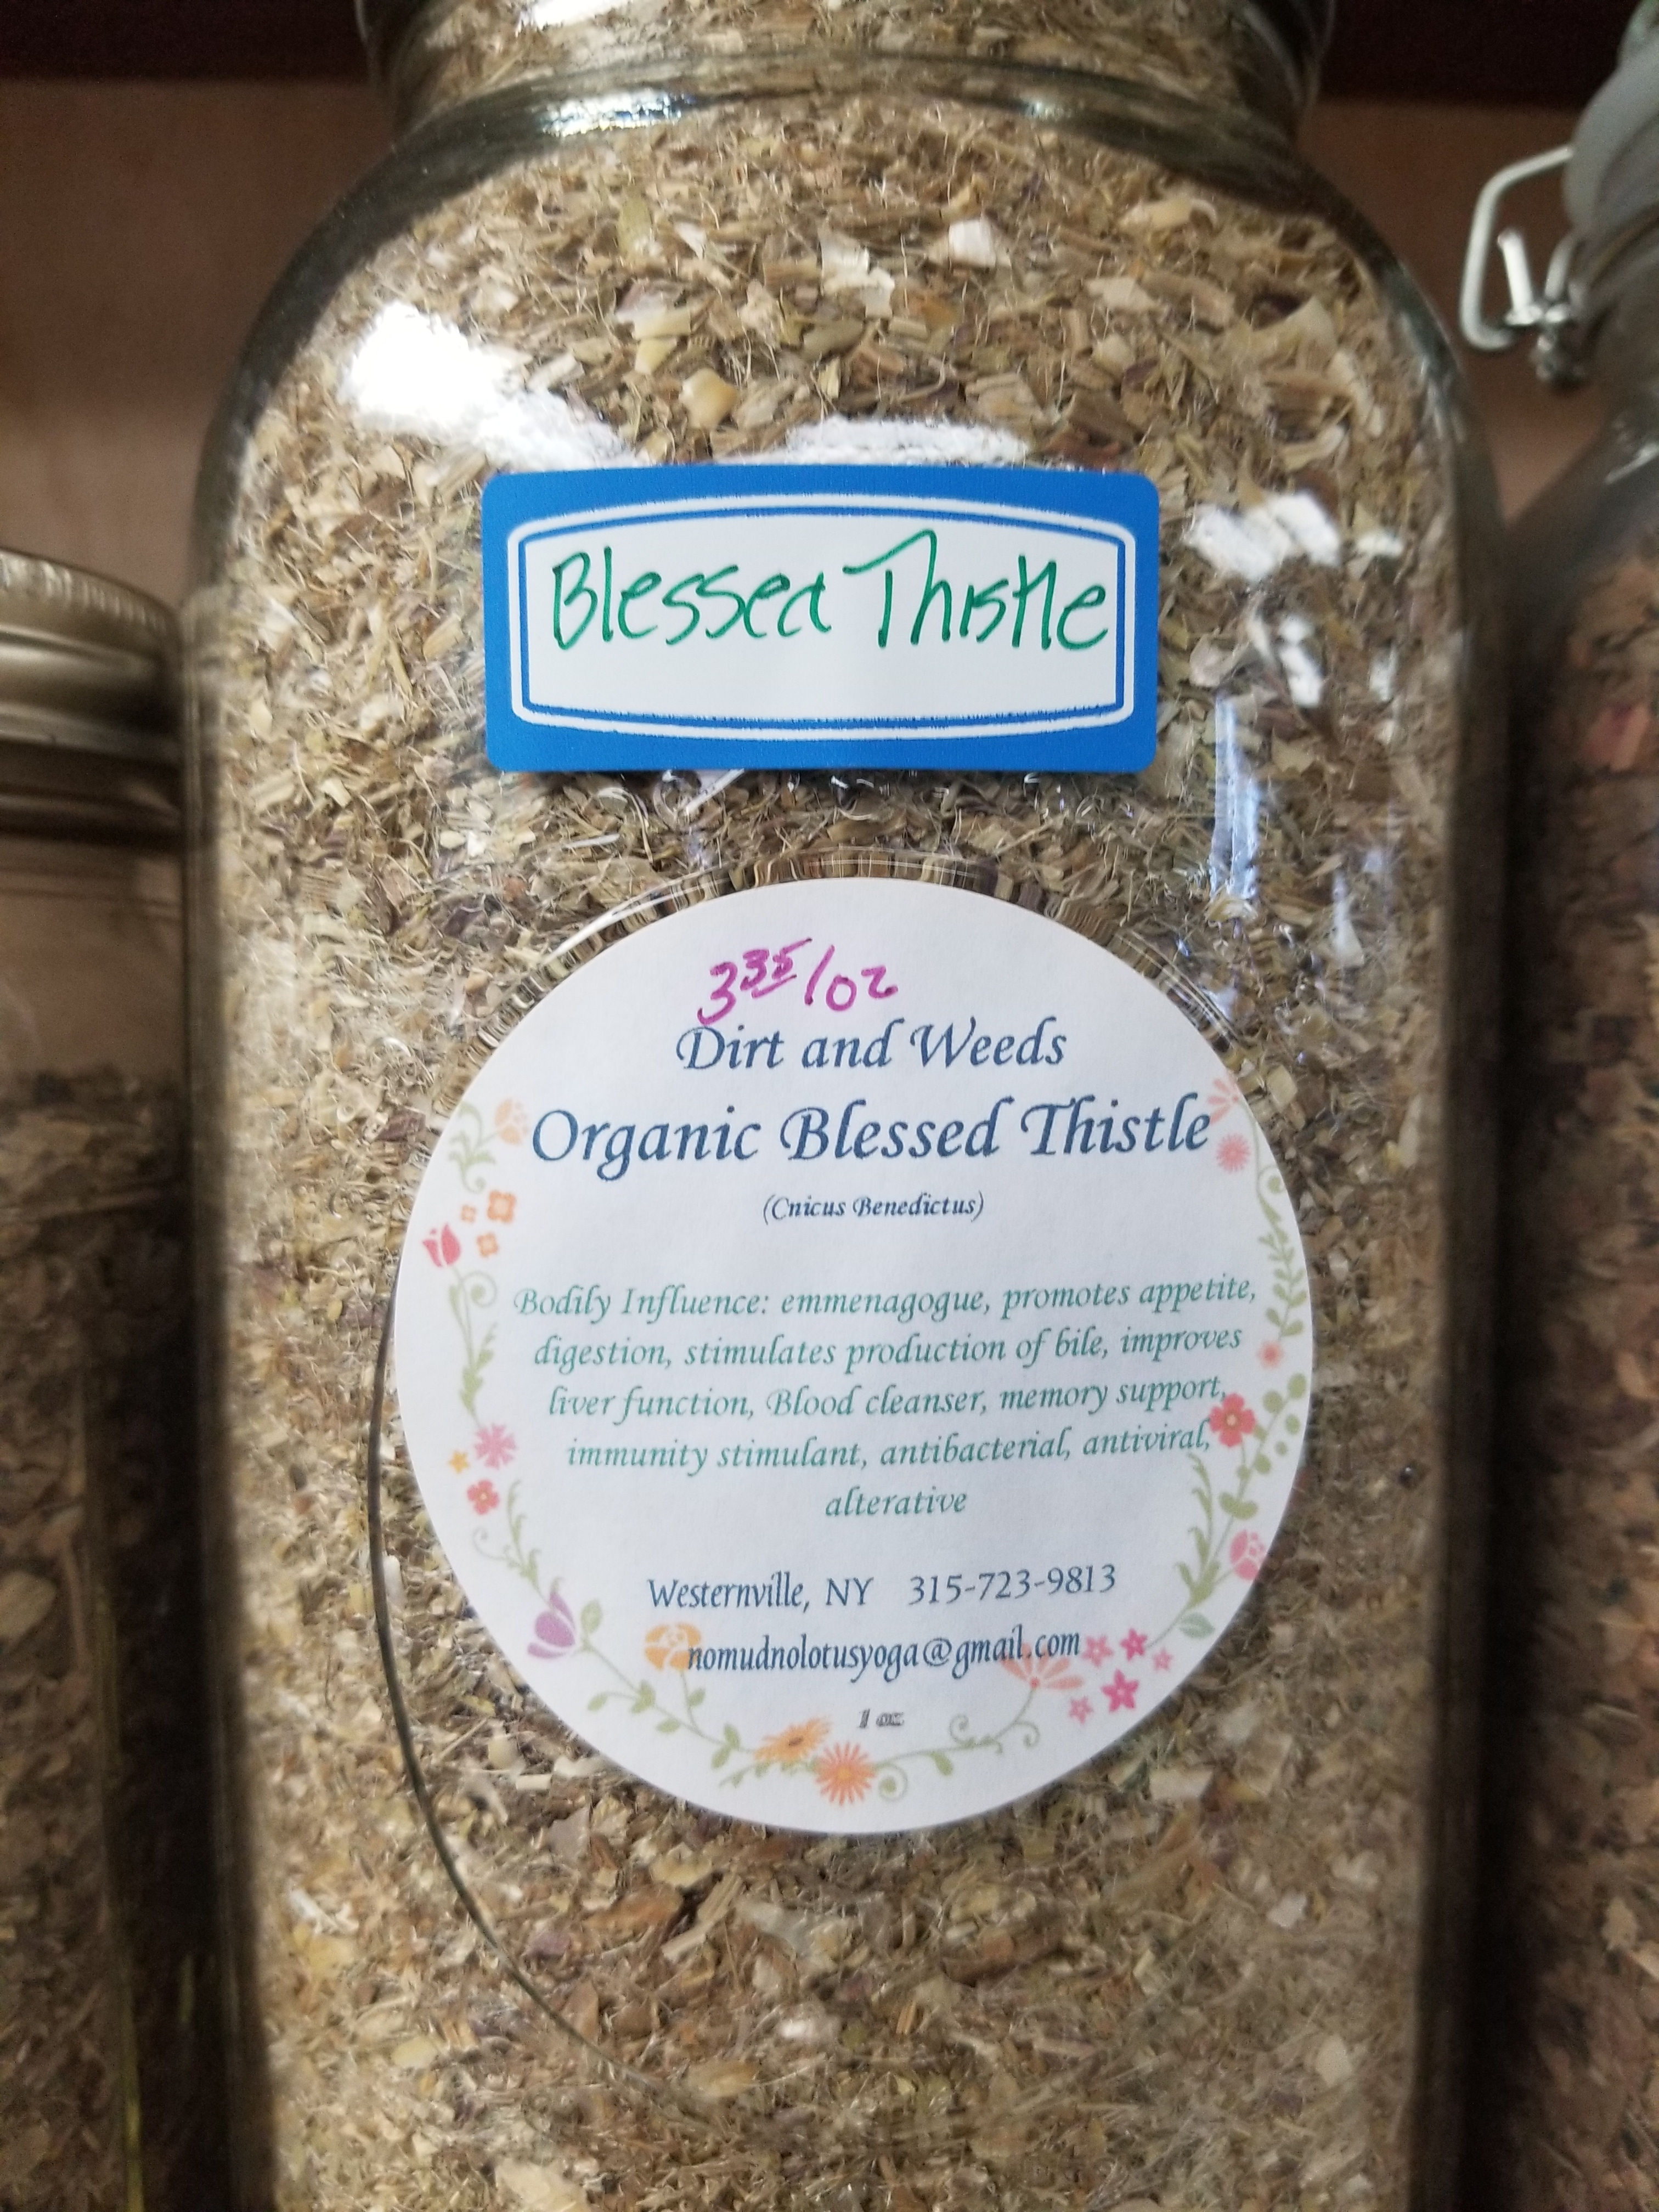 Blessed Thistle
3 35/oz
Dirt and Weeds
Organic Blessed Thistle
(Cnicus Benedictus)
Bodily Influence: emmenagogue, promotes appetite,
digestion, stimulates production of bile, improves
liver function, Blood cleanser, memory support,
immunity stimulant, antibacterial, antiviral,
alterative
Westernville, NY 315-723-9813
nomudnolotusyoga@gmail.com
1 oz